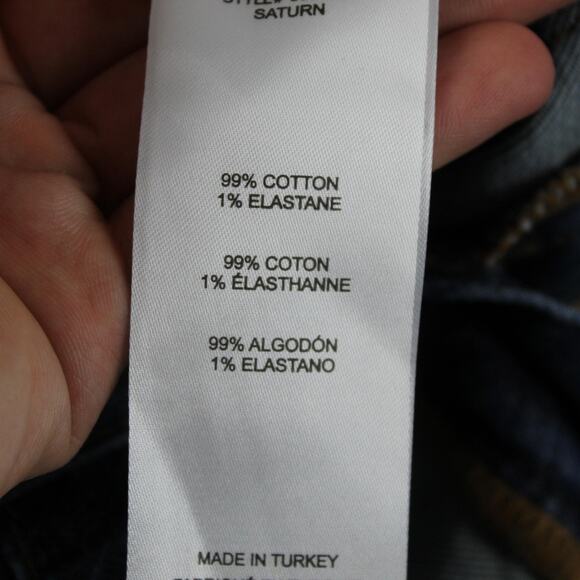 SATURN
99% COTTON
1% ELASTANE
99% COTON
1% ÉLASTHANNE
99% ALGODÓN
1% ELASTANO
MADE IN TURKEY